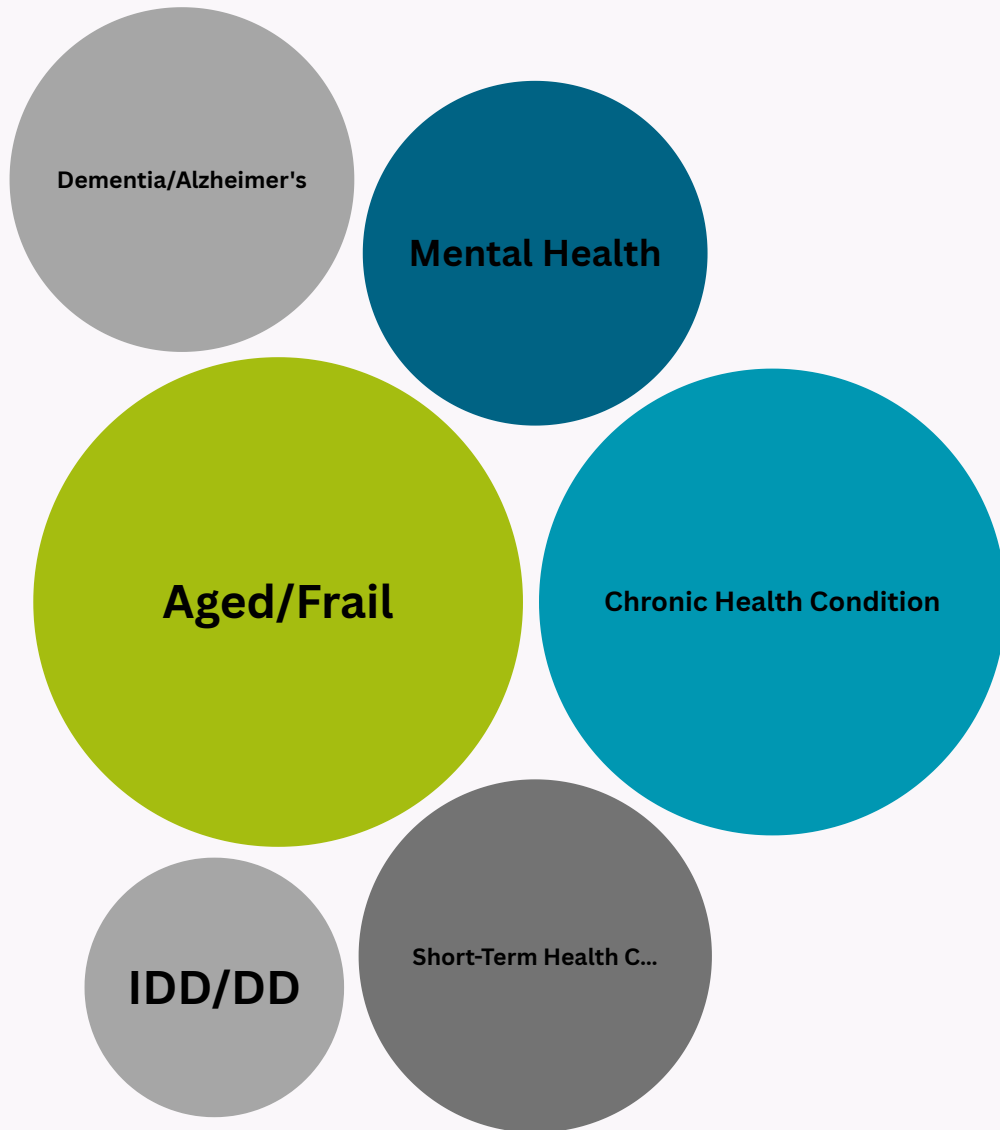 Dementia/Alzheimer's
Mental Health
Aged/Frail
Chronic Health Condition
Short-Term Health C...
IDD/DD